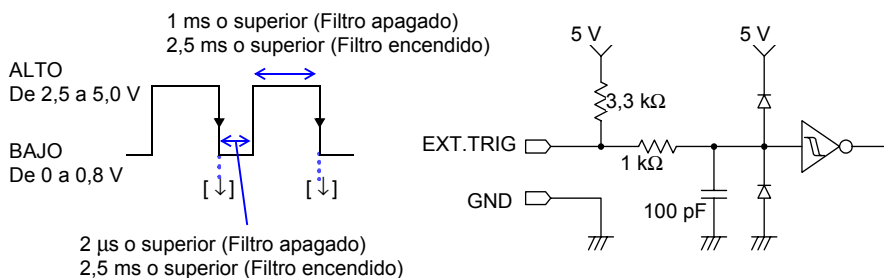 1 ms o superior (Filtro apagado)
2,5 ms o superior (Filtro encendido)
ALTO
De 2,5 a 5,0 V
BAJO
De 0 a 0,8 V
[ ↓ ]
[ ↓ ]
2 µs o superior (Filtro apagado)
2,5 ms o superior (Filtro encendido)
5 V
5 V
3,3 kΩ
EXT.TRIG
1 kΩ
GND
100 pF